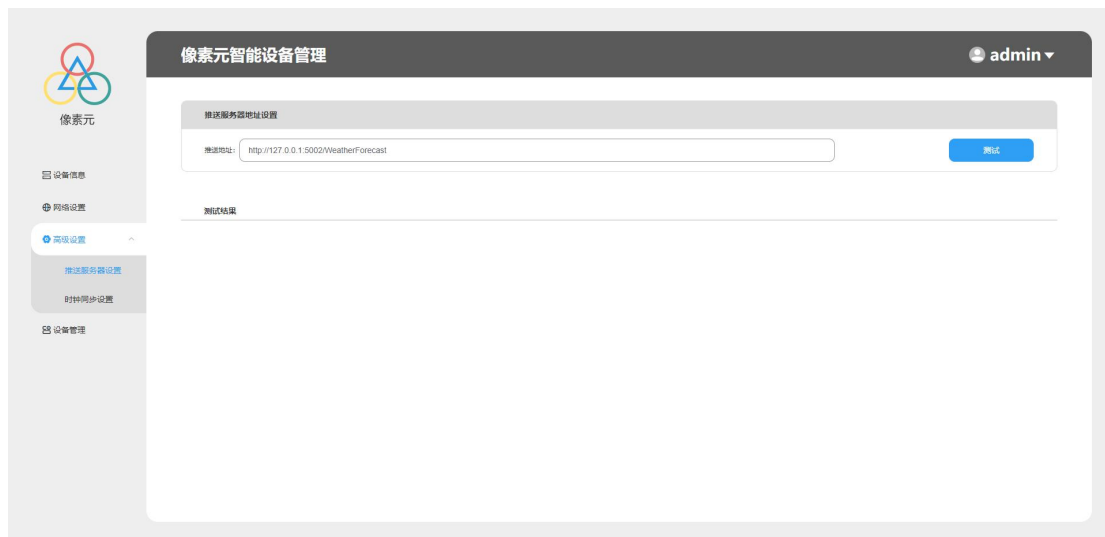 像素元
像素元智能设备管理
admin
设备信息
网络设置
高级设置
推送服务器设置
时钟同步设置
设备管理
推送服务器地址设置
推送地址:
http://127.0.0.1:5002/WeatherForecast
测试
测试结果